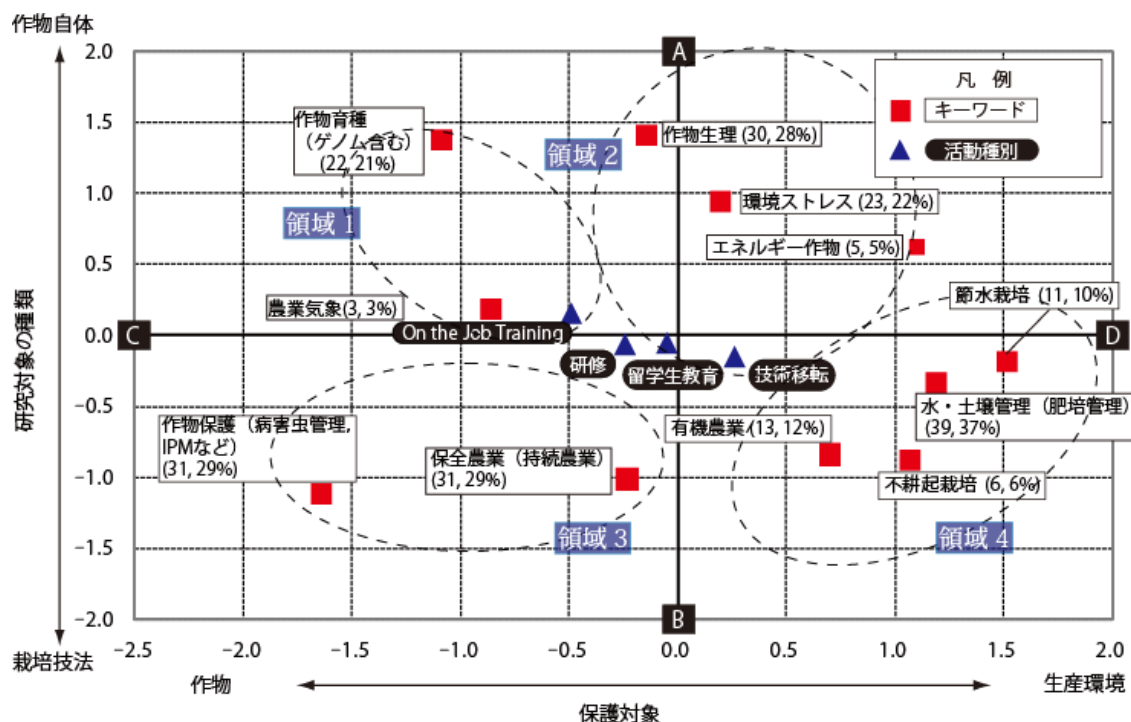 作物自体
研究対象の種類
栽培技法
2.0
1.5
1.0
0.5
0.0
−0.5
−1.0
−1.5
−2.0
A
B
C
D
凡 例
キーワード
活動種別
作物育種
（ゲノム含む）
(22, 21%)
領域 1
領域 2
作物生理 (30, 28%)
環境ストレス (23, 22%)
エネルギー作物 (5, 5%)
農業気象(3, 3%)
On the Job Training
研修
留学生教育
技術移転
節水栽培 (11, 10%)
水・土壌管理（肥培管理）
(39, 37%)
有機農業 (13, 12%)
不耕起栽培 (6, 6%)
作物保護（病害虫管理,
IPMなど）
(31, 29%)
保全農業（持続農業）
(31, 29%)
領域 3
領域 4
−2.5
−2.0
−1.5
−1.0
−0.5
0.0
0.5
1.0
1.5
2.0
作物
生産環境
保護対象